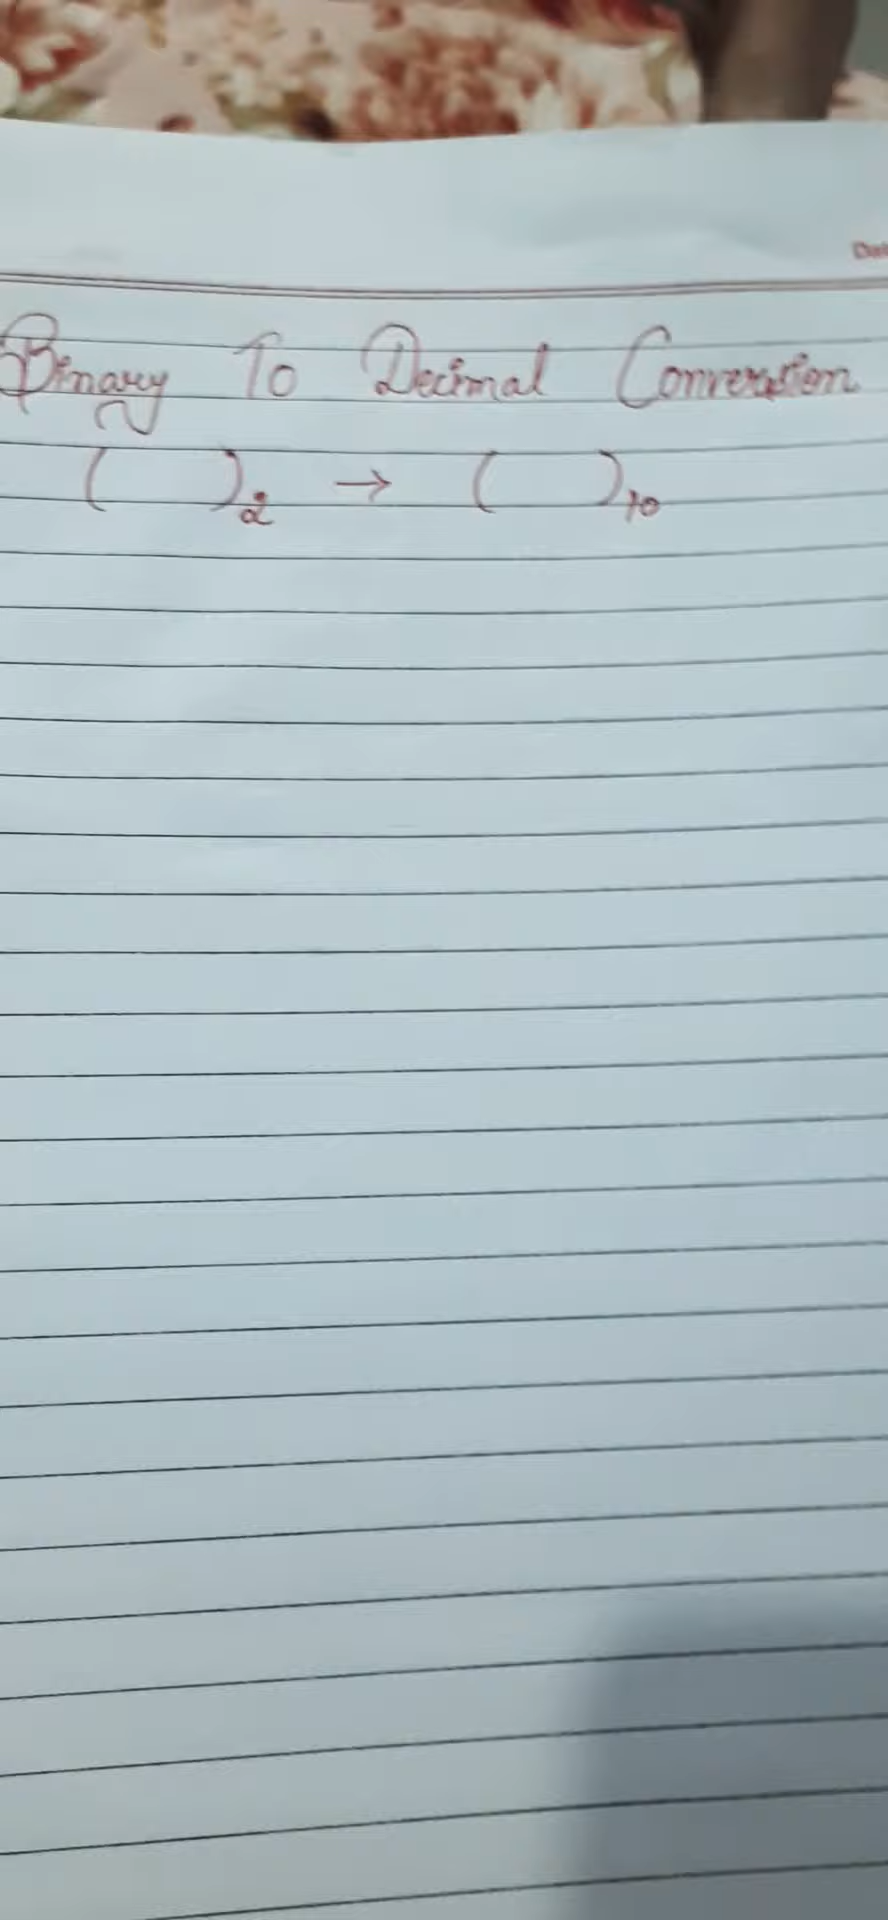 Binary To Decimal Conversion
( )₂ → ( )₁₀